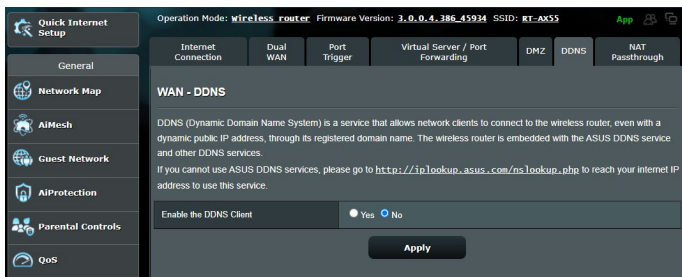 Quick Internet
Setup
Operation Mode: Wireless router Firmware Version: 3.0.0.4.386_45934 SSID: RT-AX55
App
Internet
Connection
Dual
WAN
Port
Trigger
Virtual Server / Port
Forwarding
DMZ
DDNS
NAT
Passthrough
General
Network Map
AiMesh
Guest Network
AiProtection
Parental Controls
QoS
WAN - DDNS
DDNS (Dynamic Domain Name System) is a service that allows network clients to connect to the wireless router, even with a
dynamic public IP address, through its registered domain name. The wireless router is embedded with the ASUS DDNS service
and other DDNS services.
If you cannot use ASUS DDNS services, please go to http://iplookup.asus.com/nslookup.php to reach your internet IP
address to use this service.
Enable the DDNS Client
Yes No
Apply